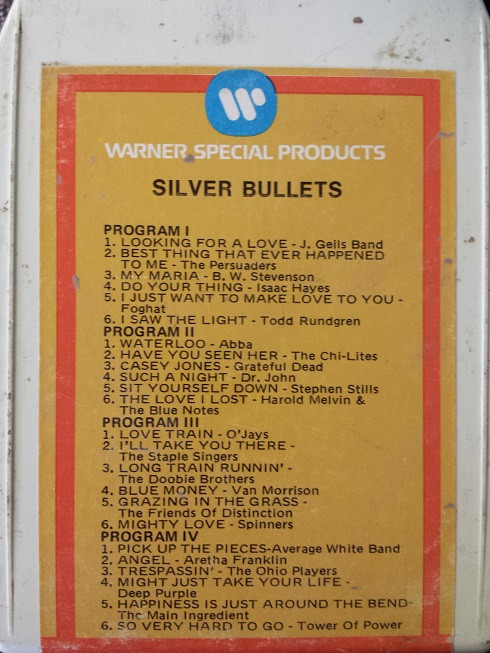 WARNER SPECIAL PRODUCTS
SILVER BULLETS
PROGRAM I
1. LOOKING FOR A LOVE - J. Geils Band
2. BEST THING THAT EVER HAPPENED
TO ME - The Persuaders
3. MY MARIA - B. W. Stevenson
4. DO YOUR THING - Isaac Hayes
5. I JUST WANT TO MAKE LOVE TO YOU -
Foghat
6. I SAW THE LIGHT - Todd Rundgren
PROGRAM II
1. WATERLOO - Abba
2. HAVE YOU SEEN HER - The Chi-Lites
3. CASEY JONES - Grateful Dead
4. SUCH A NIGHT - Dr. John
5. SIT YOURSELF DOWN - Stephen Stills
6. THE LOVE I LOST - Harold Melvin &
The Blue Notes
PROGRAM III
1. LOVE TRAIN - O'Jays
2. I'LL TAKE YOU THERE -
The Staple Singers
3. LONG TRAIN RUNNIN' -
The Doobie Brothers
4. BLUE MONEY - Van Morrison
5. GRAZING IN THE GRASS -
The Friends Of Distinction
6. MIGHTY LOVE - Spinners
PROGRAM IV
1. PICK UP THE PIECES-Average White Band
2. ANGEL - Aretha Franklin
3. TRESPASSIN' - The Ohio Players
4. MIGHT JUST TAKE YOUR LIFE -
Deep Purple
5. HAPPINESS IS JUST AROUND THE BEND-
The Main Ingredient
6. SO VERY HARD TO GO - Tower Of Power